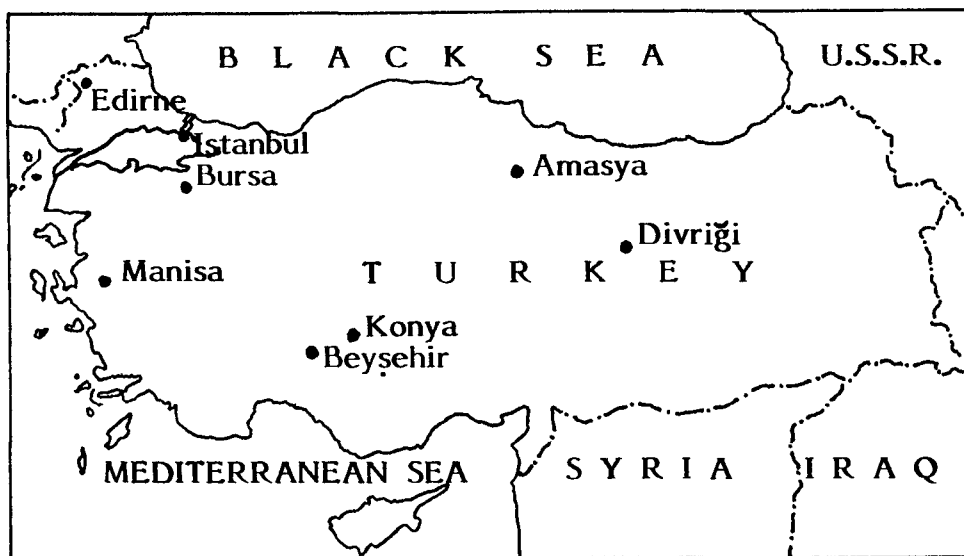 BLACK SEA
U.S.S.R.
Edirne
Istanbul
Bursa
Amasya
Divriği
Manisa
TURKEY
Konya
Beyşehir
MEDITERRANEAN SEA
SYRIA
IRAQ